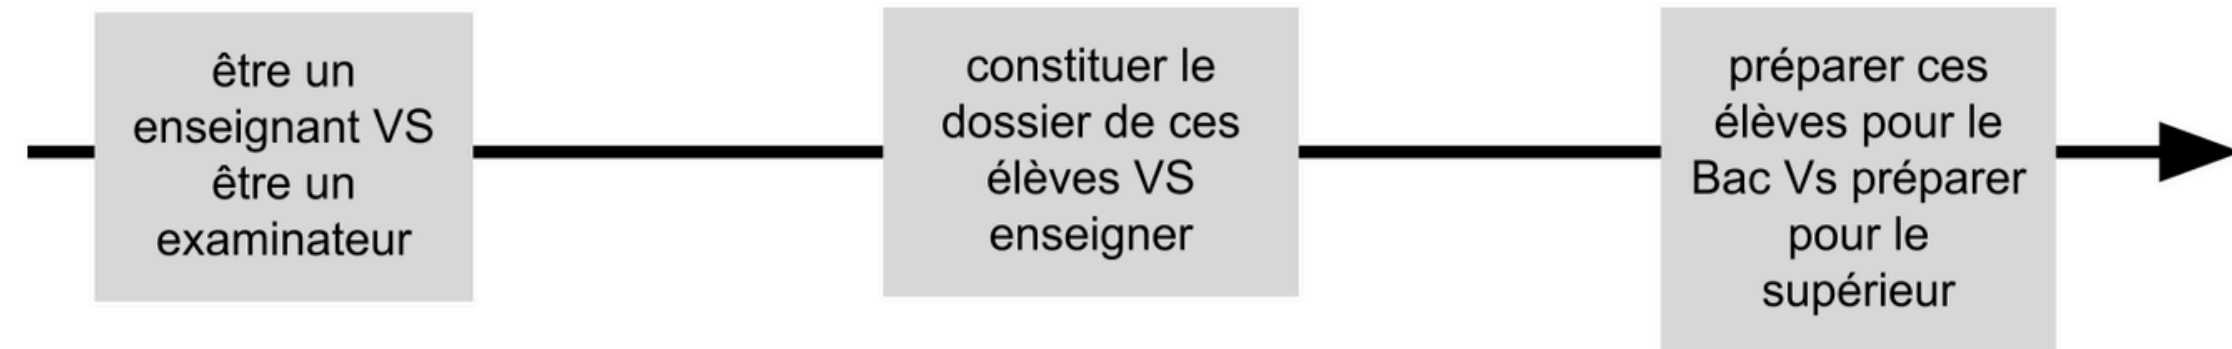 être un
enseignant VS
être un
examinateur
constituer le
dossier de ces
élèves VS
enseigner
préparer ces
élèves pour le
Bac Vs préparer
pour le
supérieur